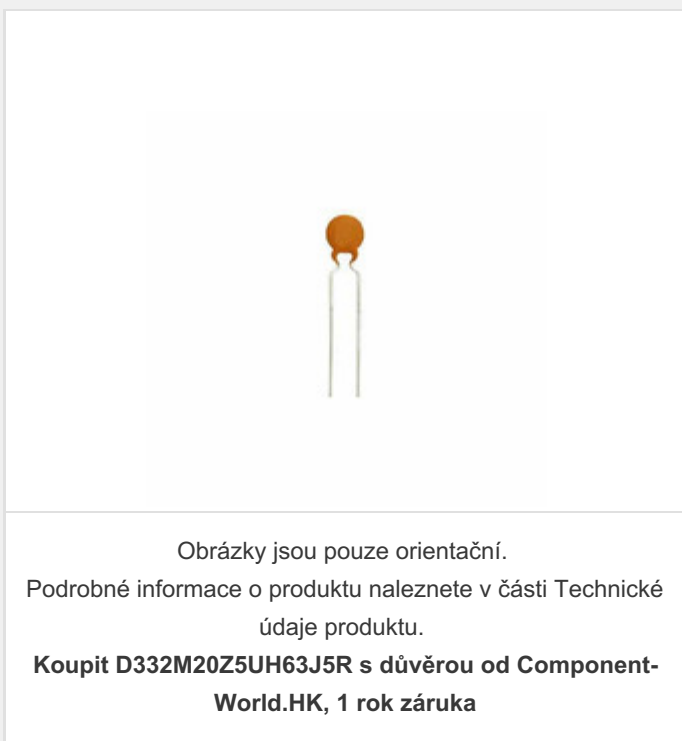 Obrázky jsou pouze orientační.
Podrobné informace o produktu naleznete v části Technické
údaje produktu.
Koupit D332M20Z5UH63J5R s důvěrou od Component-
World.HK, 1 rok záruka